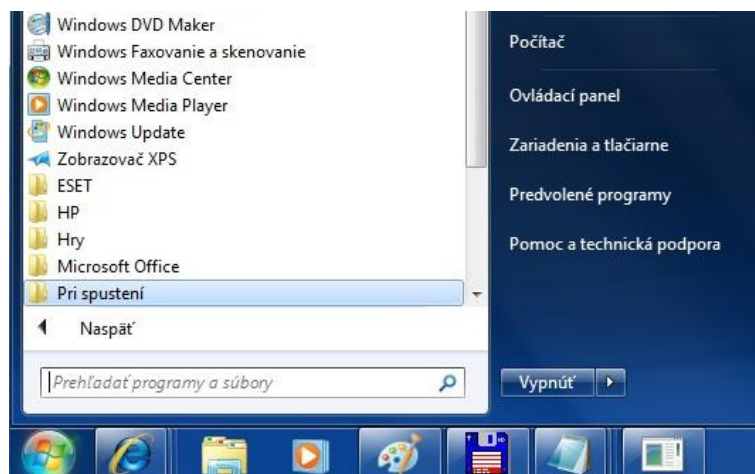 Windows DVD Maker
Windows Faxovanie a skenovanie
Windows Media Center
Windows Media Player
Windows Update
Zobrazovač XPS
ESET
HP
Hry
Microsoft Office
Pri spustení
Naspäť
Prehľadať programy a súbory
Počítač
Ovládací panel
Zariadenia a tlačiarne
Predvolené programy
Pomoc a technická podpora
Vypnúť